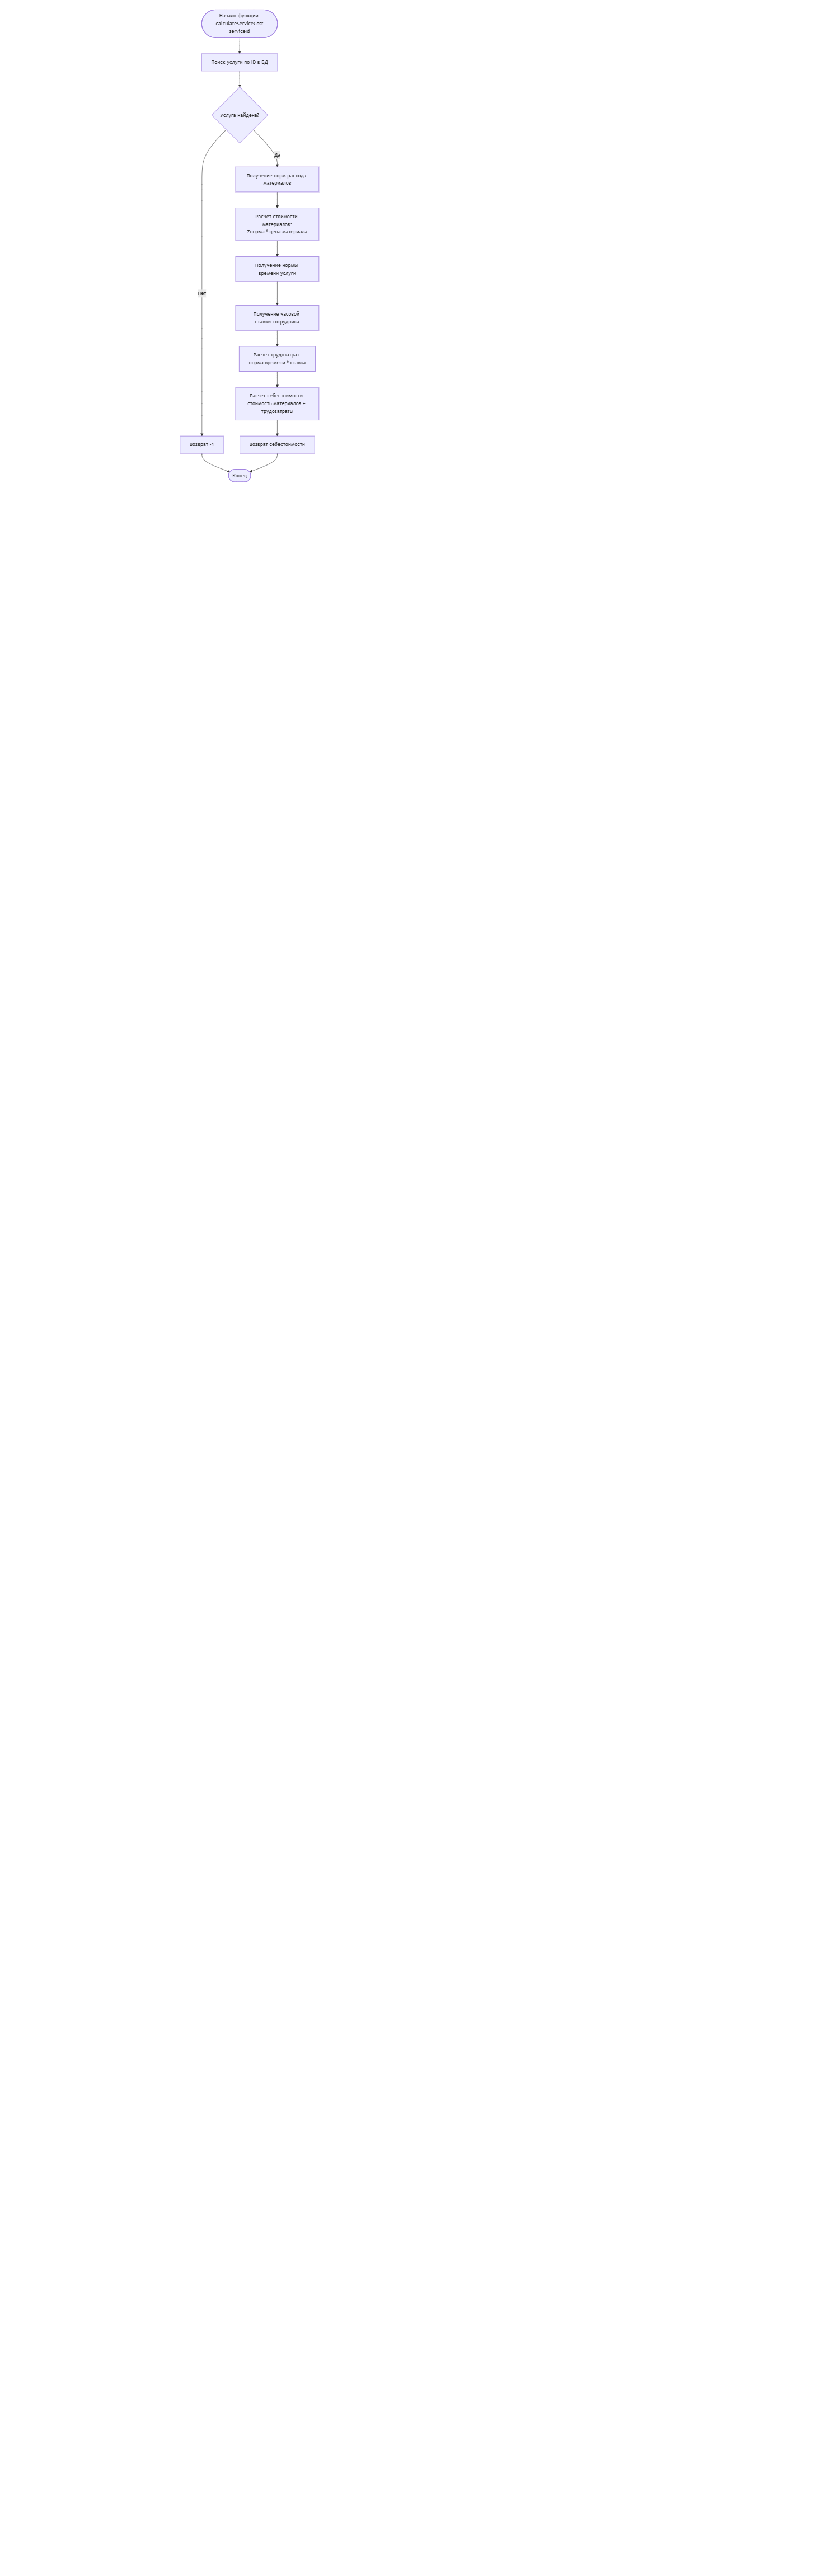 Начало функции
calculateServiceCost
serviceId
Поиск услуги по ID в БД
Услуга найдена?
Да
Получение норм расхода
материалов
Расчет стоимости
материалов:
Σнорма * цена материала
Получение нормы
времени услуги
Нет
Получение часовой
ставки сотрудника
Расчет трудозатрат:
норма времени * ставка
Расчет себестоимости:
стоимость материалов +
трудозатраты
Возврат -1
Возврат себестоимости
Конец